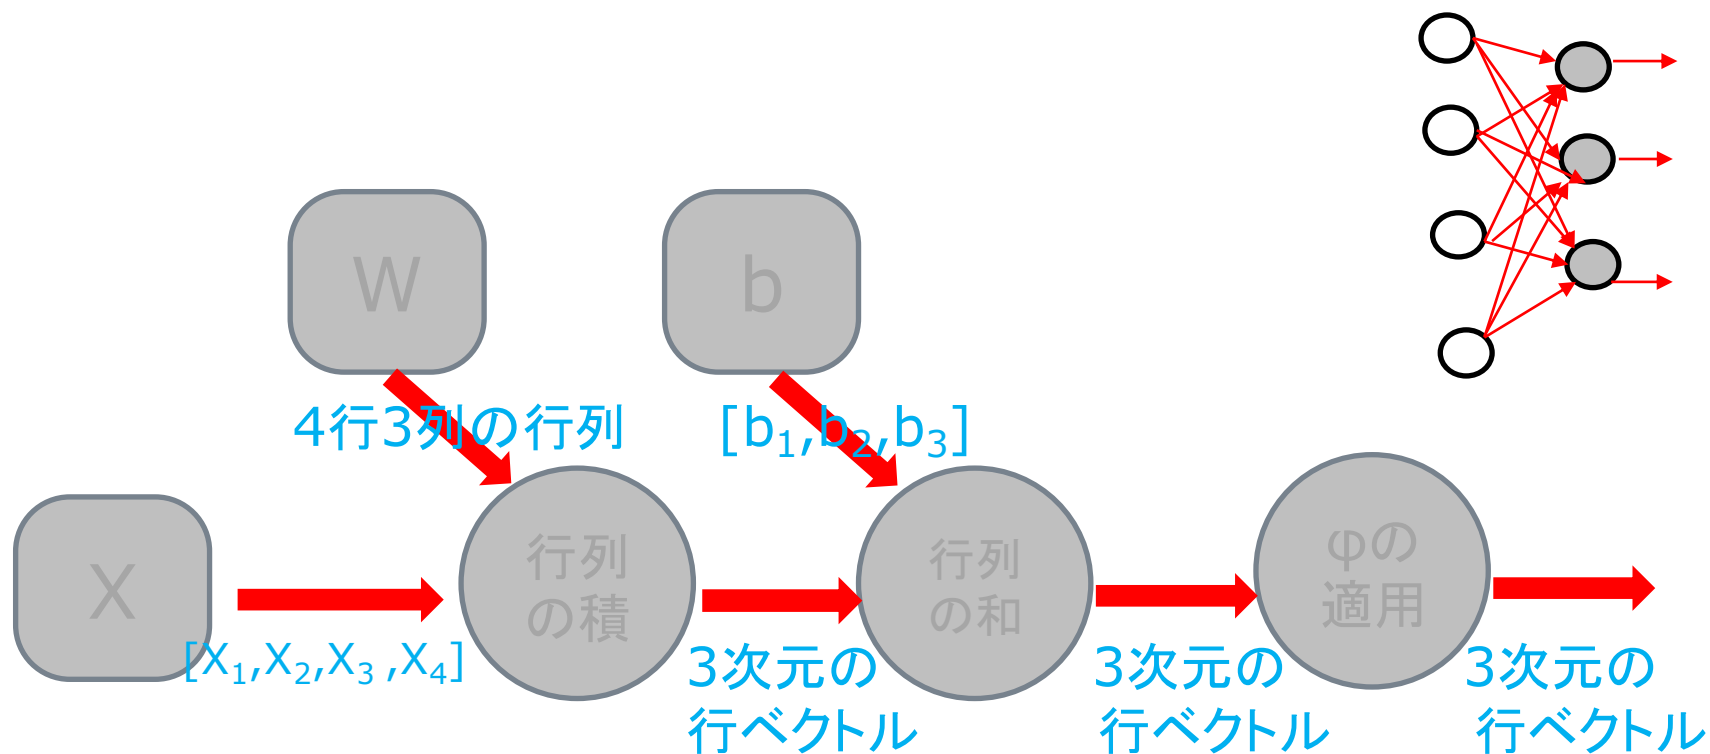 W
b
4行3列の行列
[b₁,b₂,b₃]
X
行列
の積
行列
の和
φの
適用
[X₁,X₂,X₃ ,X₄]
3次元の
行ベクトル
3次元の
行ベクトル
3次元の
行ベクトル